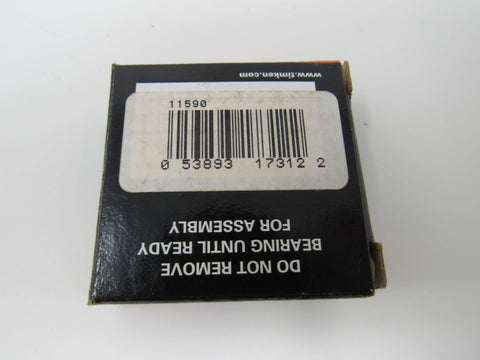 www.timken.com
11590
0 53893 17312 2
DO NOT REMOVE
BEARING UNTIL READY
FOR ASSEMBLY